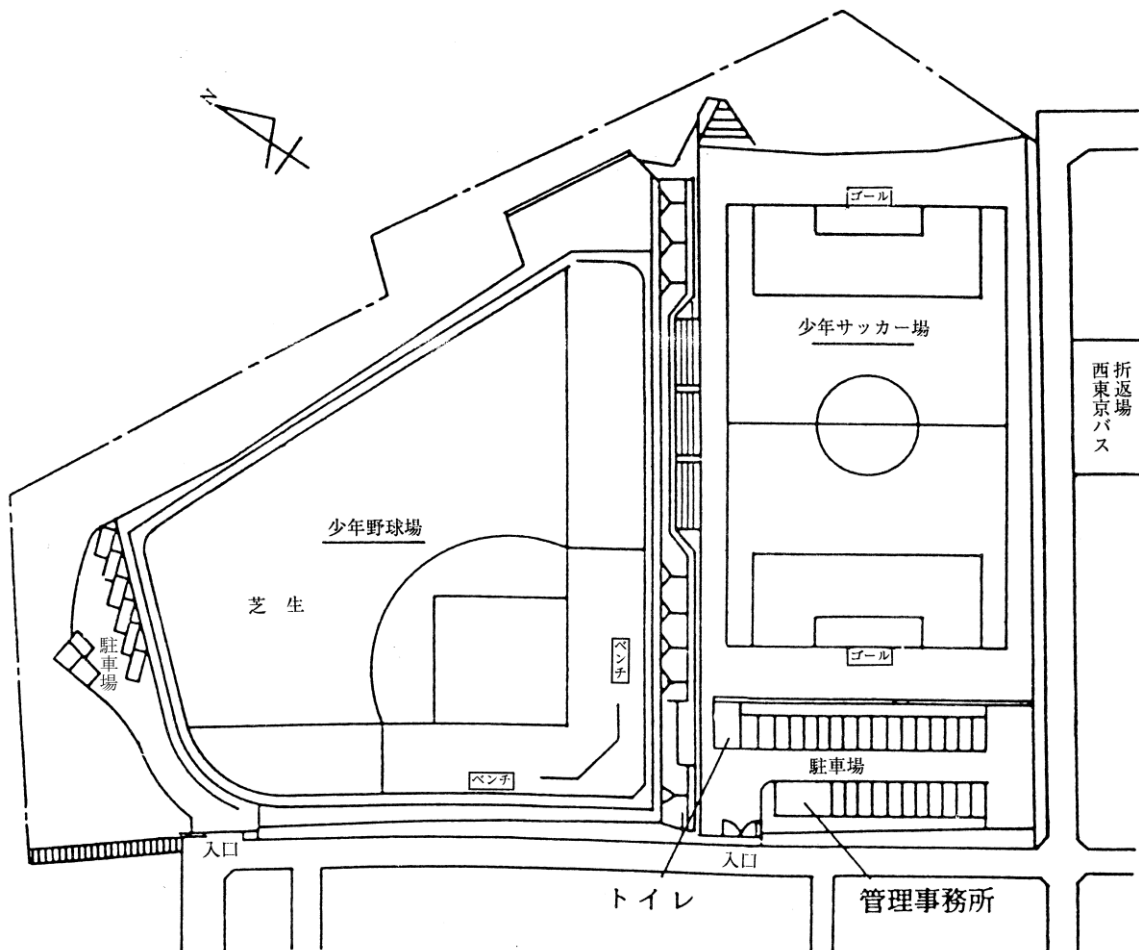 N
ゴール
少年サッカー場
折返場
西東京バス
少年野球場
芝 生
ベンチ
駐車場
ゴール
ベンチ
駐車場
入口
入口
トイレ
管理事務所